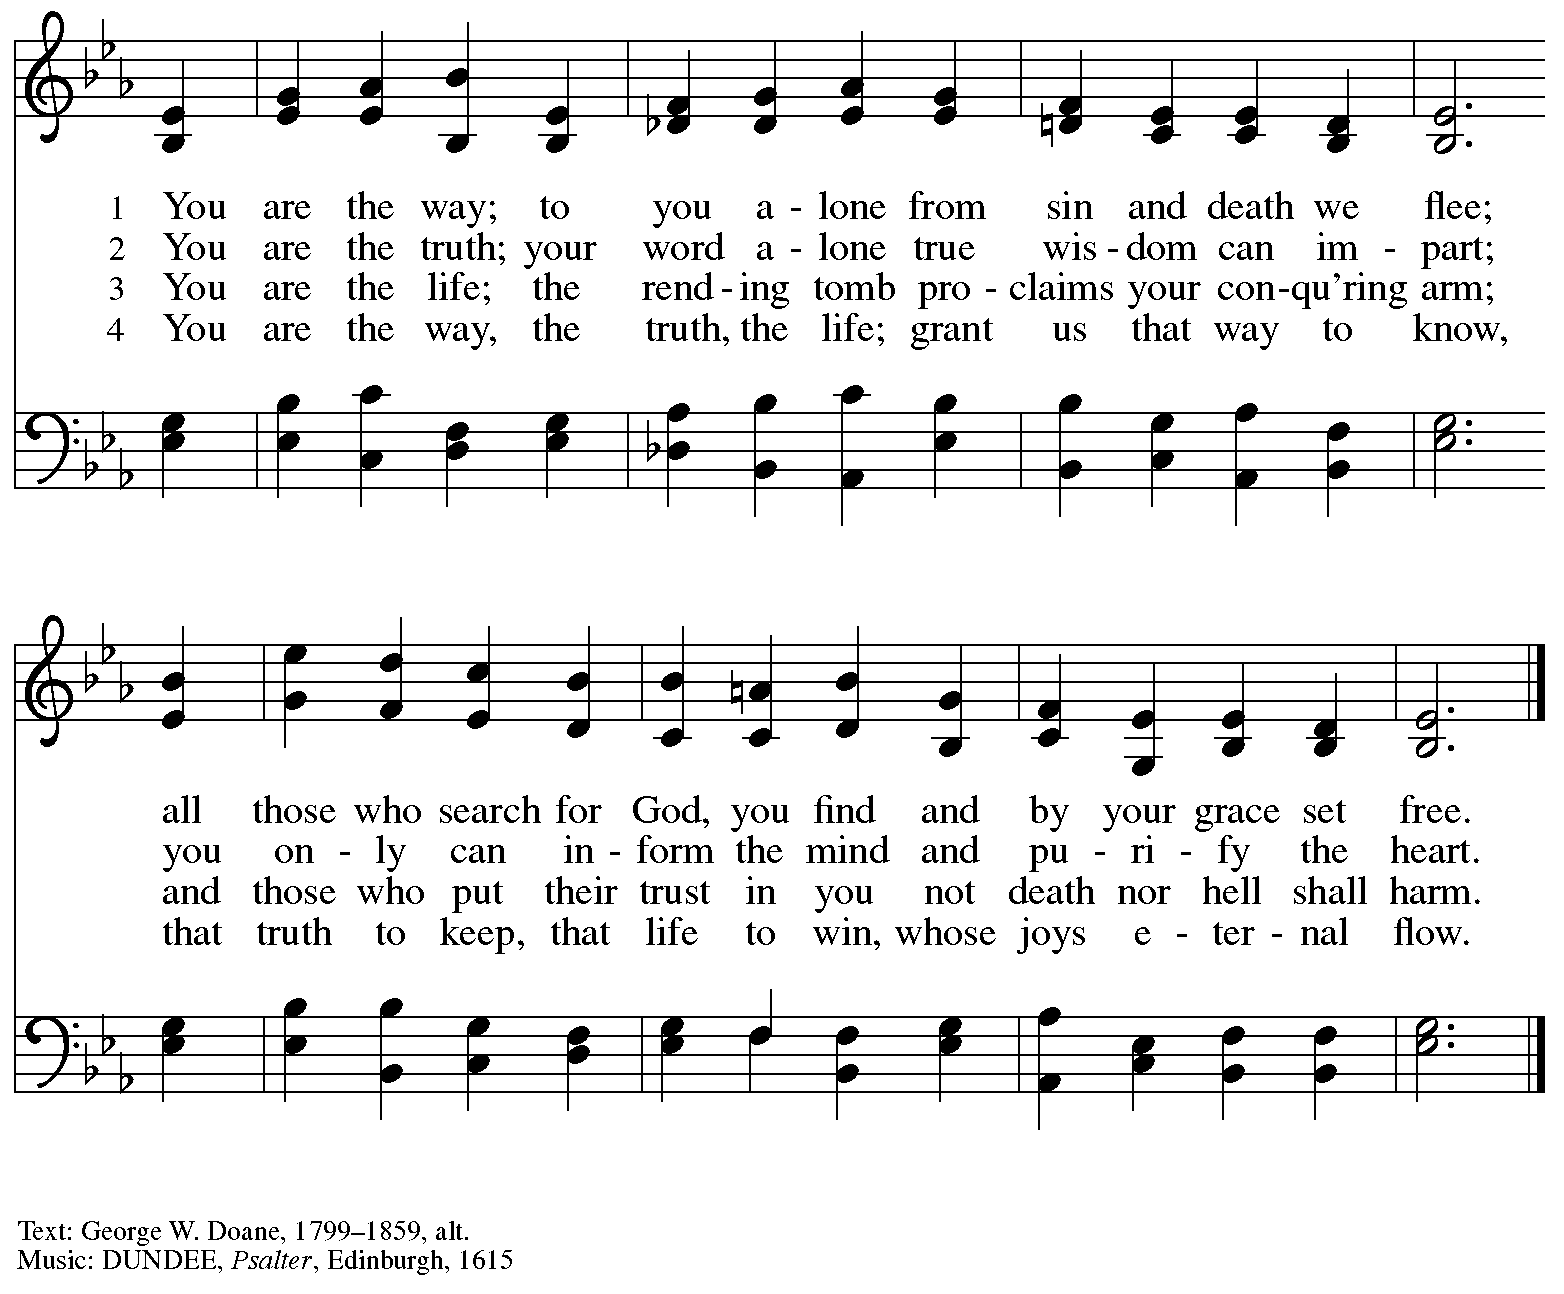 1 You are the way; to you a - lone from sin and death we flee;
2 You are the truth; your word a - lone true wis - dom can im - part;
3 You are the life; the rend - ing tomb pro - claims your con - qu’ring arm;
4 You are the way, the truth, the life; grant us that way to know,
all those who search for God, you find and by your grace set free.
you on - ly can in - form the mind and pu - ri - fy the heart.
and those who put their trust in you not death nor hell shall harm.
that truth to keep, that life to win, whose joys e - ter - nal flow.
Text: George W. Doane, 1799–1859, alt.
Music: DUNDEE, Psalter, Edinburgh, 1615